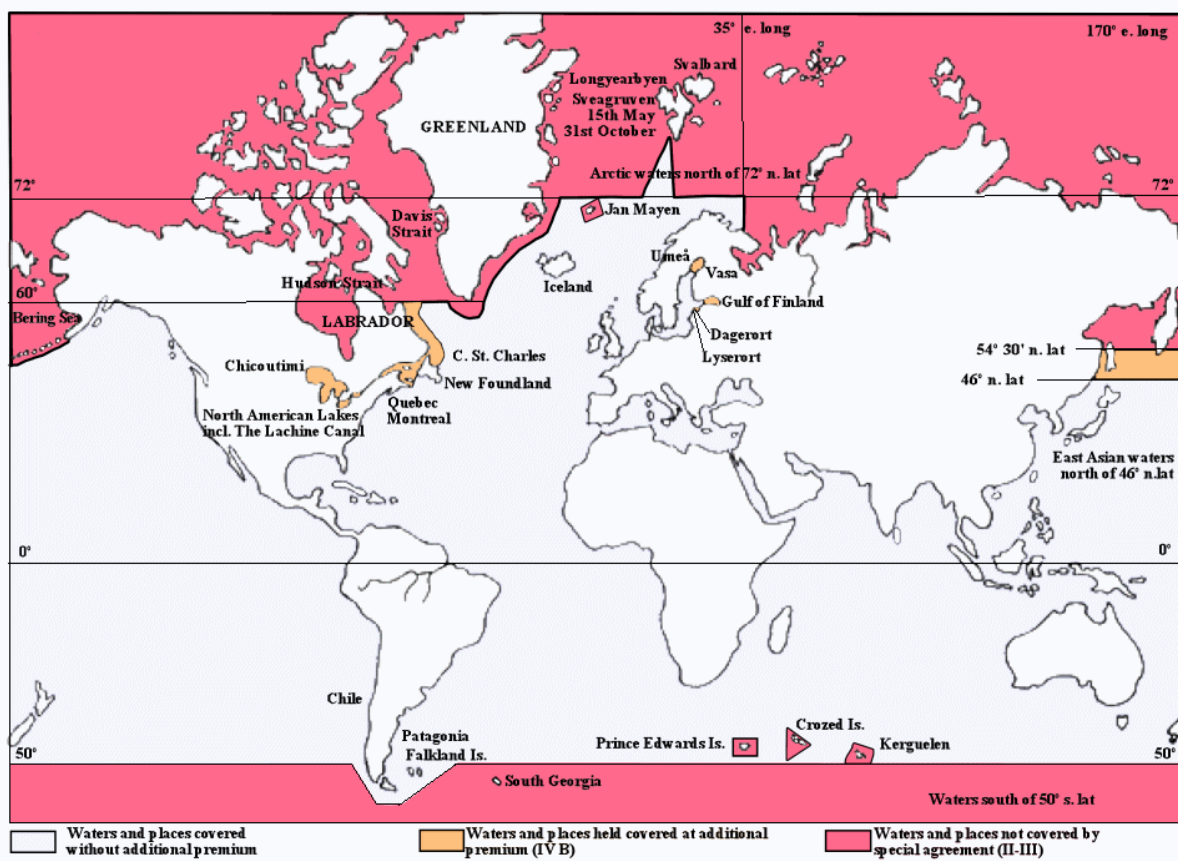 35° e. long
170° e. long
Svalbard
Longyearbyen
Sveagruven
15th May
31st October
GREENLAND
Arctic waters north of 72° n. lat
72°
72°
Jan Mayen
Davis
Strait
Umeå
Vasa
Iceland
Hudson Strait
60°
60°
Gulf of Finland
Bering Sea
LABRADOR
Dagerort
Lyserort
54° 30' n. lat
C. St. Charles
Chicoutimi
46° n. lat
New Foundland
Quebec
Montreal
North American Lakes
incl. The Lachine Canal
East Asian waters
north of 46° n.lat
0°
0°
Chile
Patagonia
Falkland Is.
Crozed Is.
Prince Edwards Is.
Kerguelen
50°
50°
South Georgia
Waters south of 50° s. lat
Waters and places covered
without additional premium
Waters and places held covered at additional
premium (IV B)
Waters and places not covered by
special agreement (II-III)